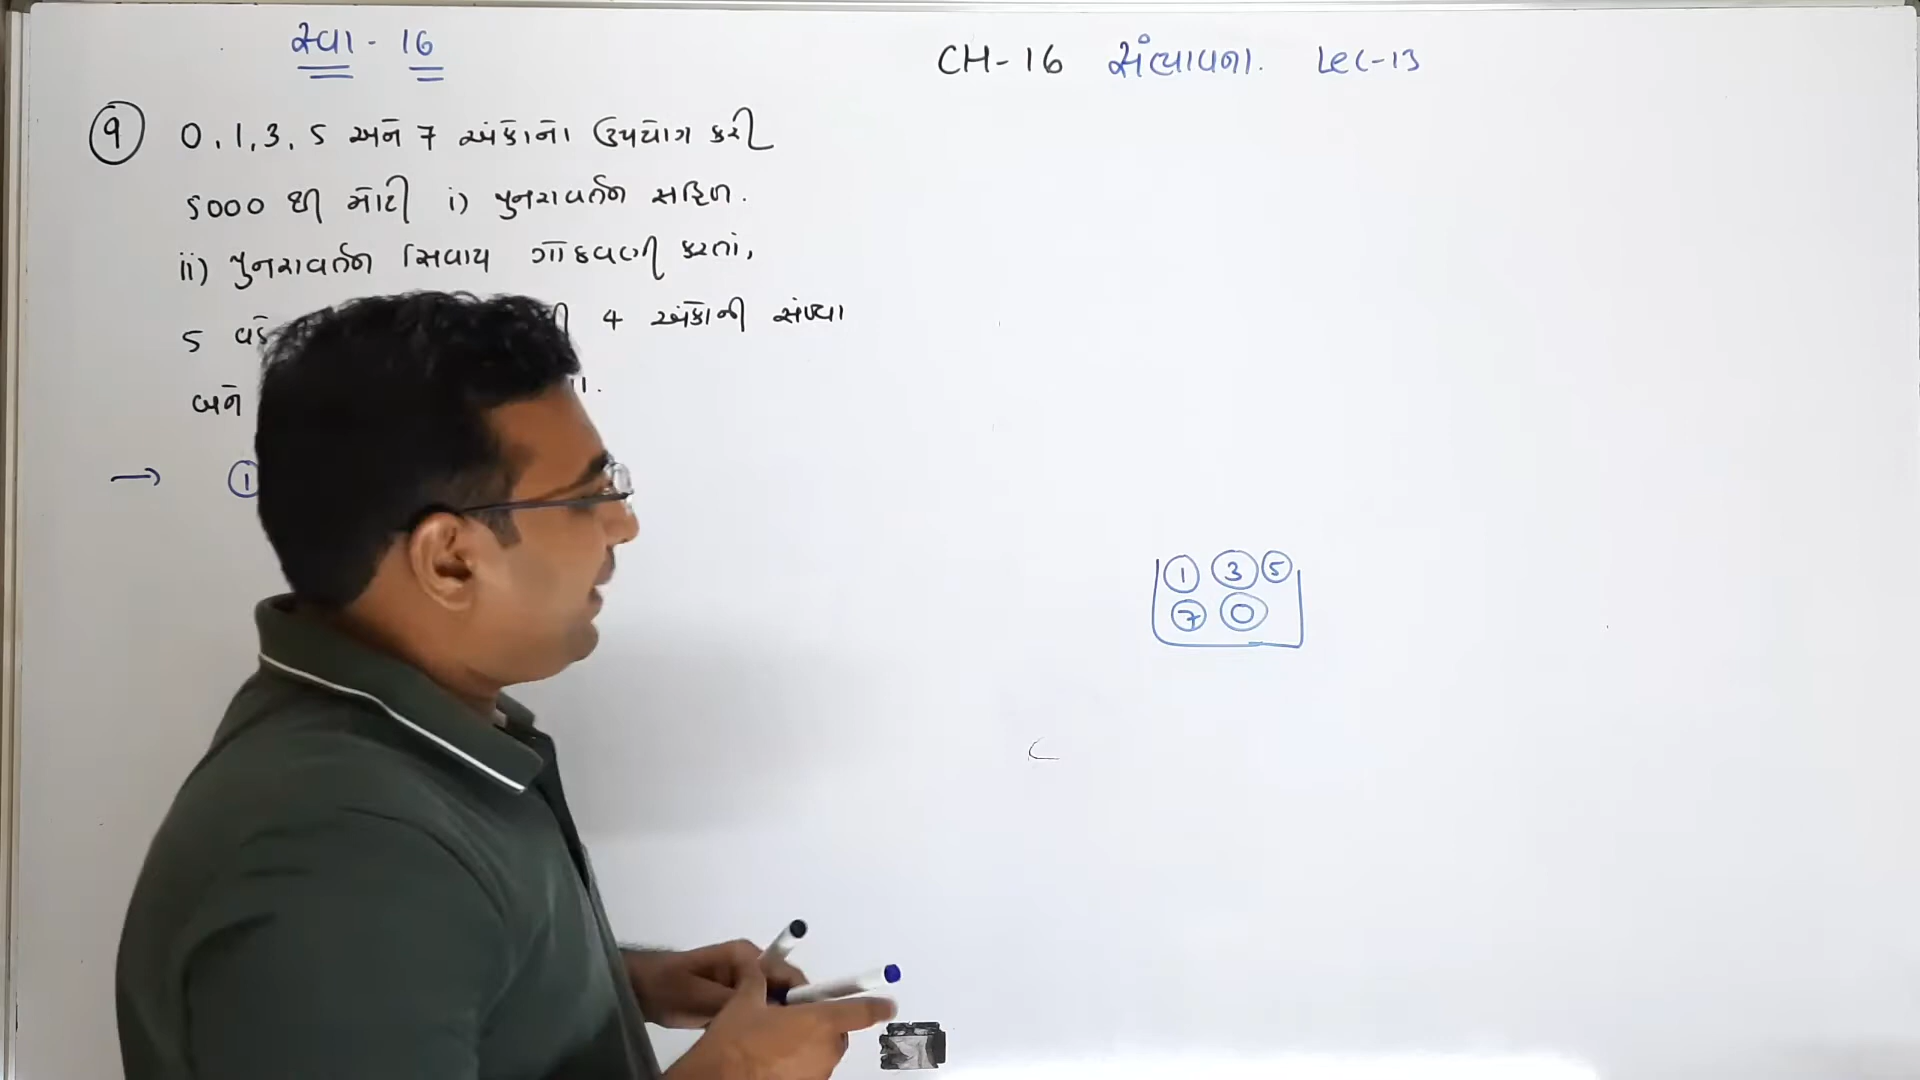 સ્વા - 16
CH-16 સંભાવના. Lec-13
9 0, 1, 3, 5 અને 7 અંકોનો ઉપયોગ કરી
5000 થી મોટી i) પુનરાવર્તન સહિત.
ii) પુનરાવર્તન સિવાય ગોઠવણી કરતાં,
5 વડે 4 અંકોની સંખ્યા
બને
→ 1
1 3 5
7 0